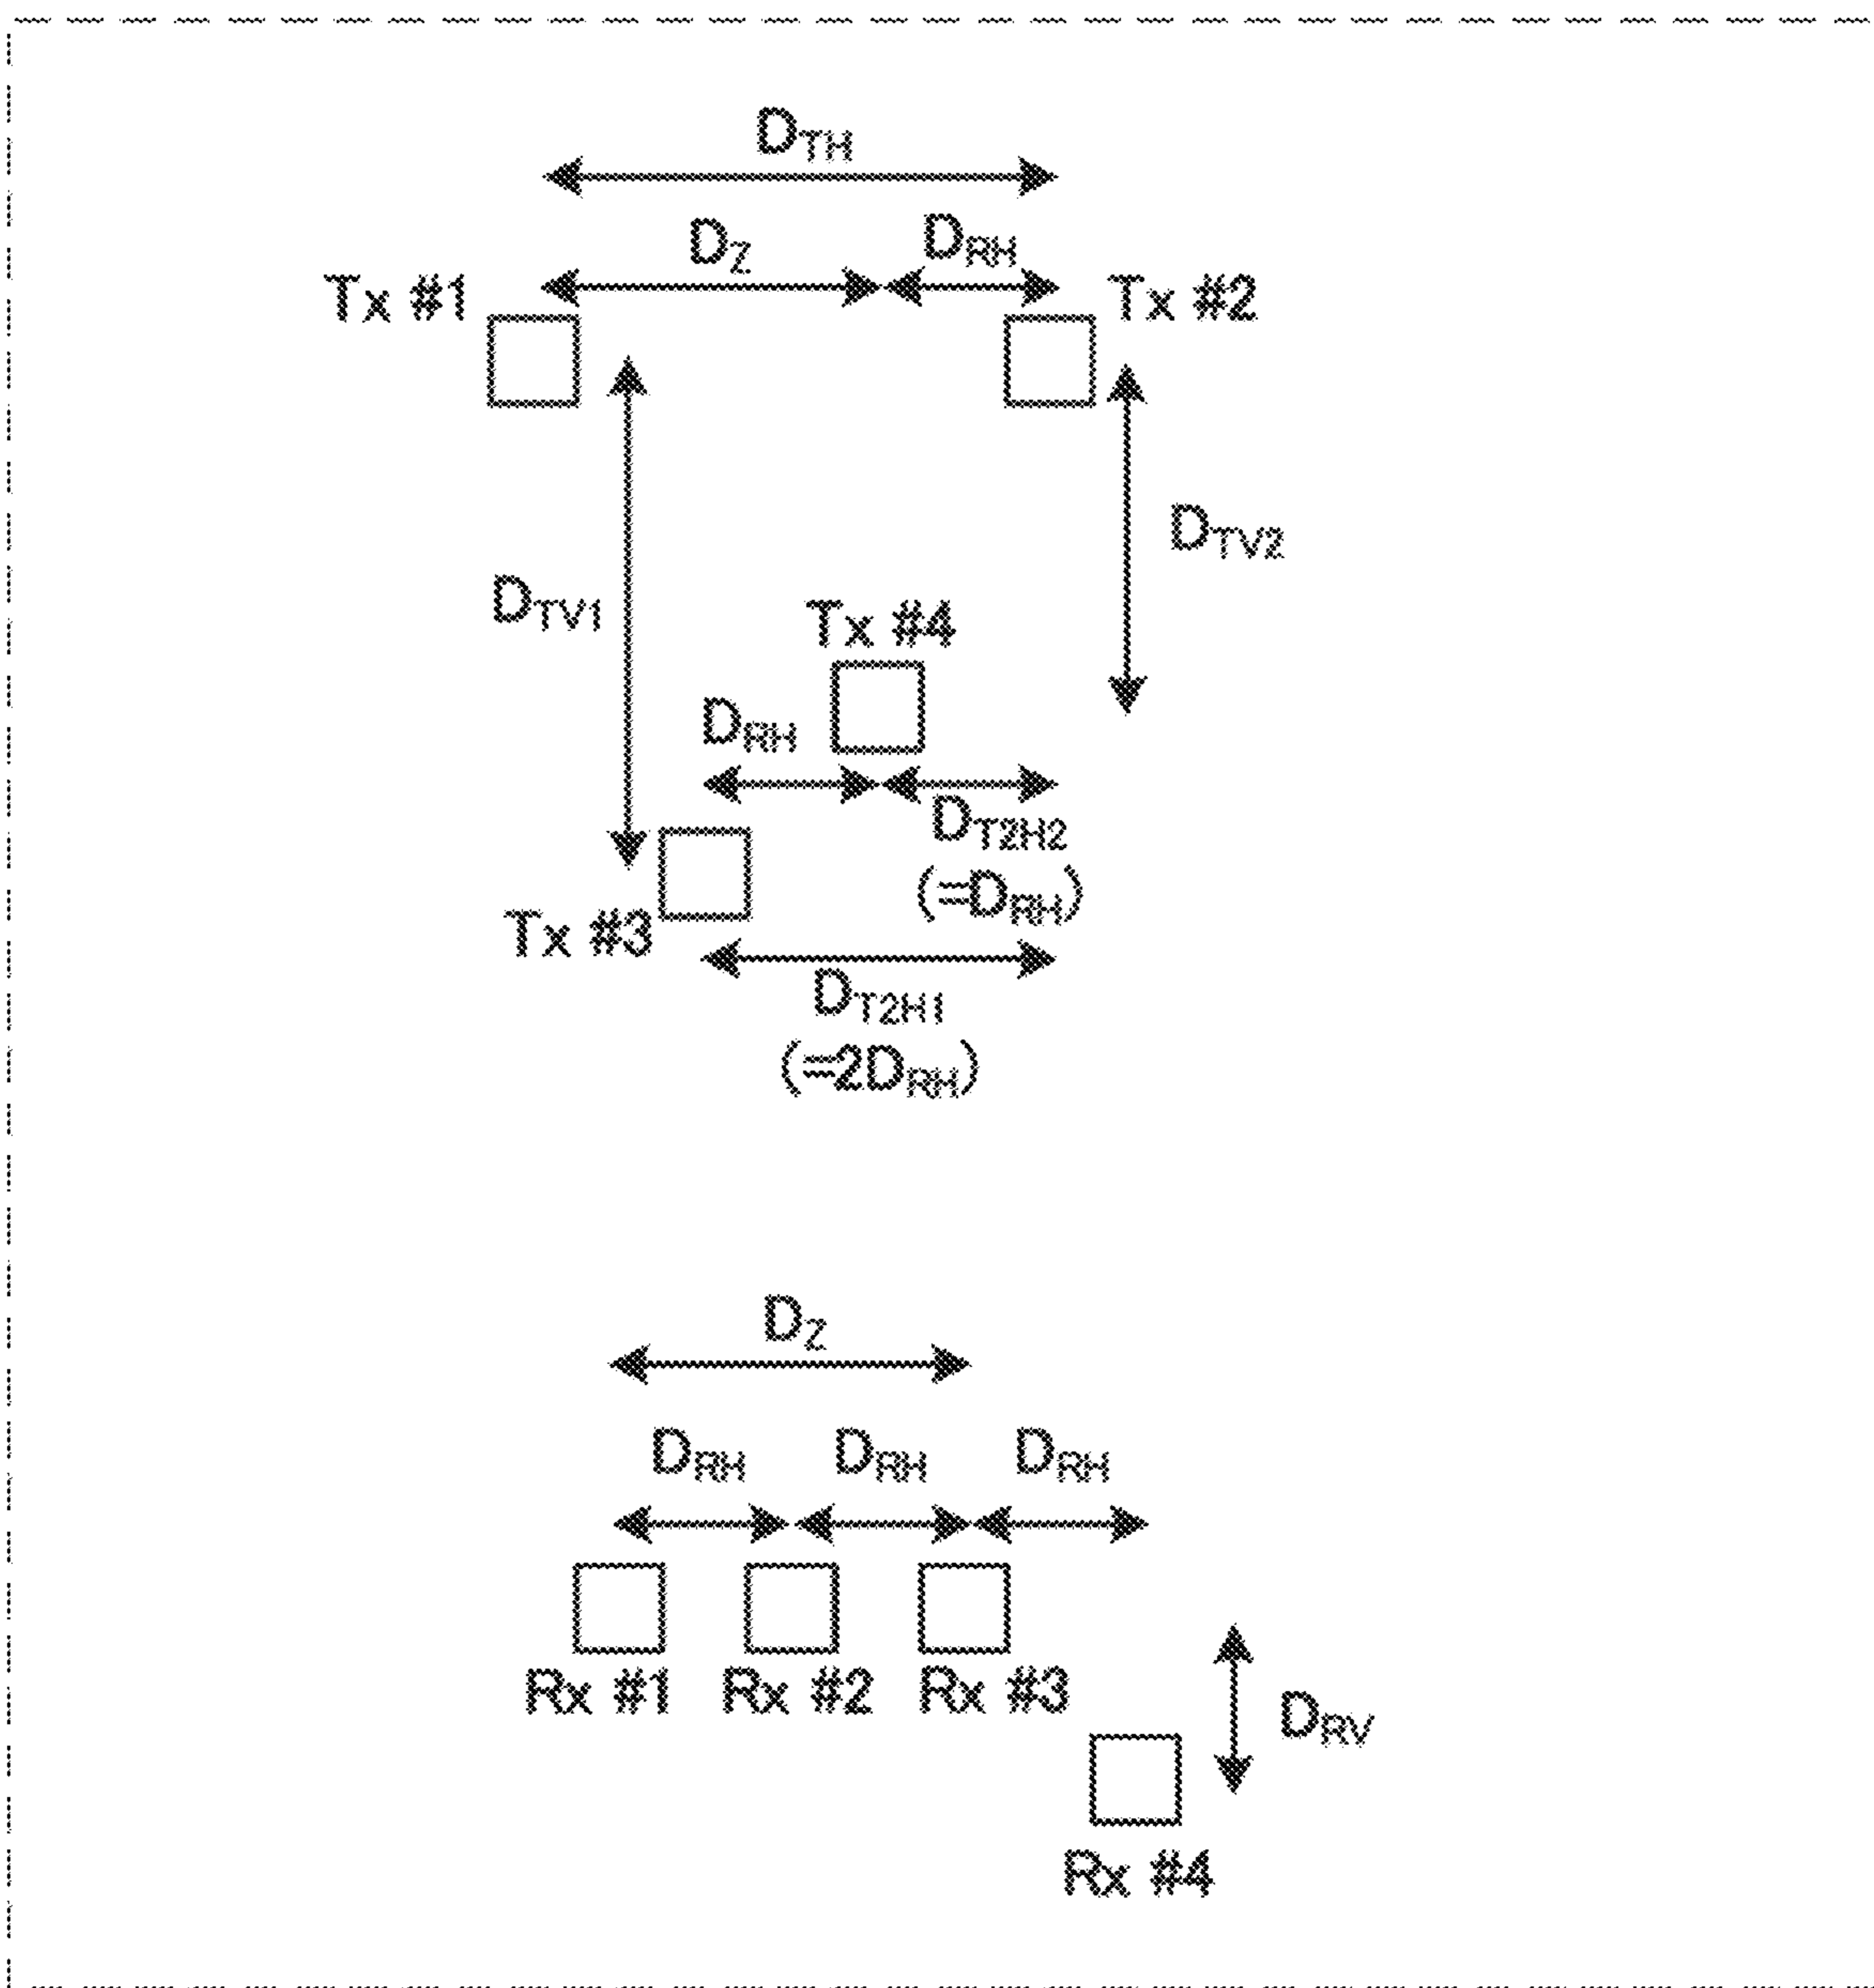 D_TH
D_Z D_RH
Tx #1 Tx #2
D_TV2
D_TV1
Tx #4
D_RH
D_T2H2
(=D_RH)
Tx #3
D_T2H1
(=2D_RH)
D_Z
D_RH D_RH D_RH
Rx #1 Rx #2 Rx #3
D_RV
Rx #4